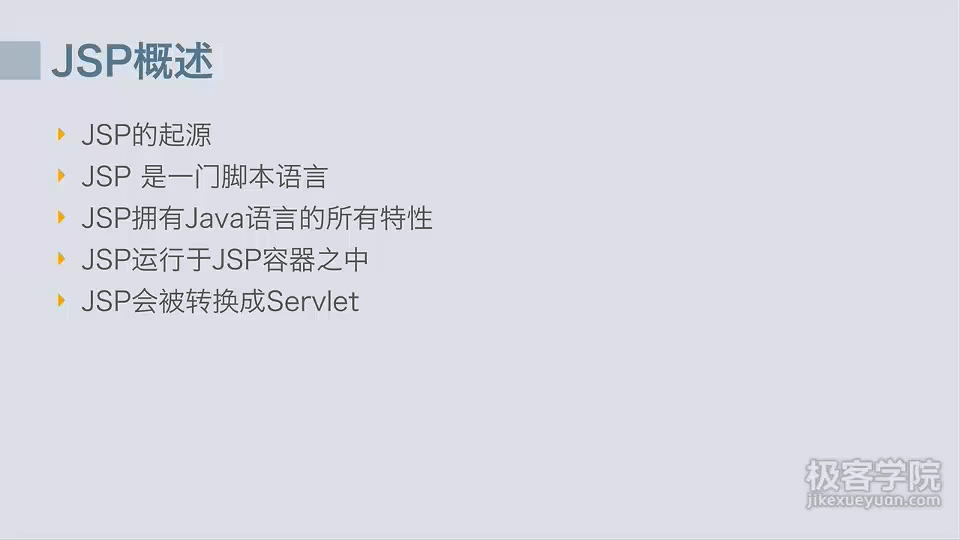 JSP概述
JSP的起源
JSP 是一门脚本语言
JSP拥有Java语言的所有特性
JSP运行于JSP容器之中
JSP会被转换成Servlet
极客学院
jikexueyuan.com